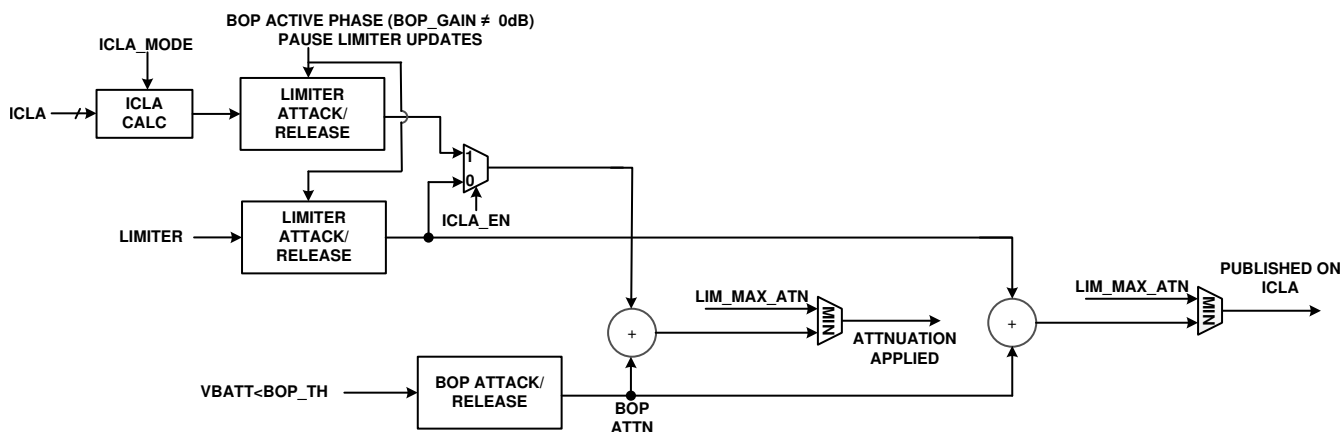 BOP ACTIVE PHASE (BOP_GAIN ≠ 0dB)
PAUSE LIMITER UPDATES
ICLA_MODE
ICLA
ICLA
CALC
LIMITER
ATTACK/
RELEASE
1
0
ICLA_EN
LIMITER
LIMITER
ATTACK/
RELEASE
LIM_MAX_ATN
MIN
+
ATTNUATION
APPLIED
LIM_MAX_ATN
MIN
+
PUBLISHED ON
ICLA
VBATT<BOP_TH
BOP ATTACK/
RELEASE
BOP
ATTN